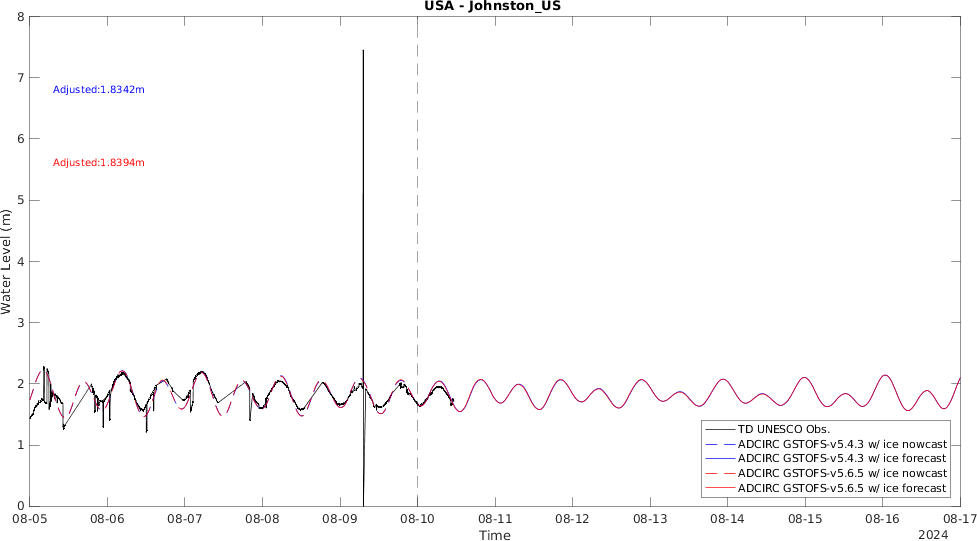 USA - Johnston_US
8
7
6
5
4
3
2
1
0
Water Level (m)
Adjusted:1.8342m
Adjusted:1.8394m
TD UNESCO Obs.
ADCIRC GSTOFS-v5.4.3 w/ ice nowcast
ADCIRC GSTOFS-v5.4.3 w/ ice forecast
ADCIRC GSTOFS-v5.6.5 w/ ice nowcast
ADCIRC GSTOFS-v5.6.5 w/ ice forecast
08-05 08-06 08-07 08-08 08-09 08-10 08-11 08-12 08-13 08-14 08-15 08-16 08-17
Time
2024